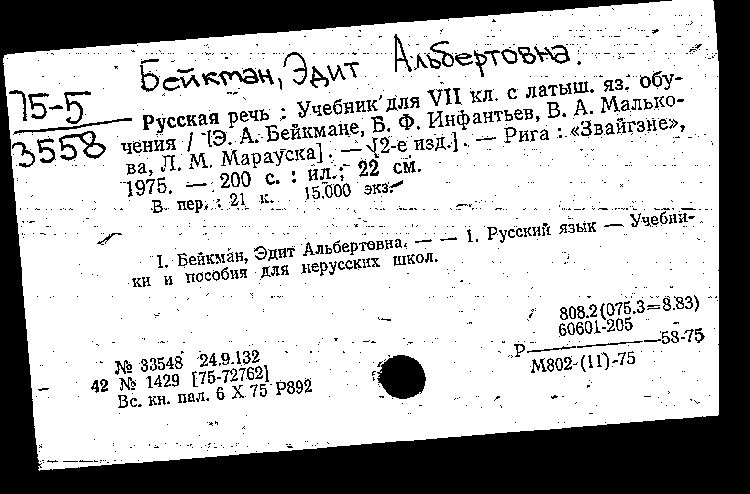 Бейкман, Эдит Альбертовна.
75-5
3558
Русская речь : Учебник для VII кл. с латыш. яз. обу-
чения / [Э. А. Бейкмане, Б. Ф. Инфантьев, В. А. Малько-
ва, Л. М. Марауска]. — [2-е изд.]. — Рига : «Звайгзне»,
1975. — 200 с. : ил.; 22 см.
В пер. : 21 к. 15.000 экз.
I. Бейкман, Эдит Альбертовна. — — 1. Русский язык — Учебни-
ки и пособия для нерусских школ.
808.2(075.3=8.83)
60601-205
Р 58-75
М802-(11)-75
№ 33548 24.9.132
42 № 1429 [75-72762]
Вс. кн. пал. 6 X 75 Р892